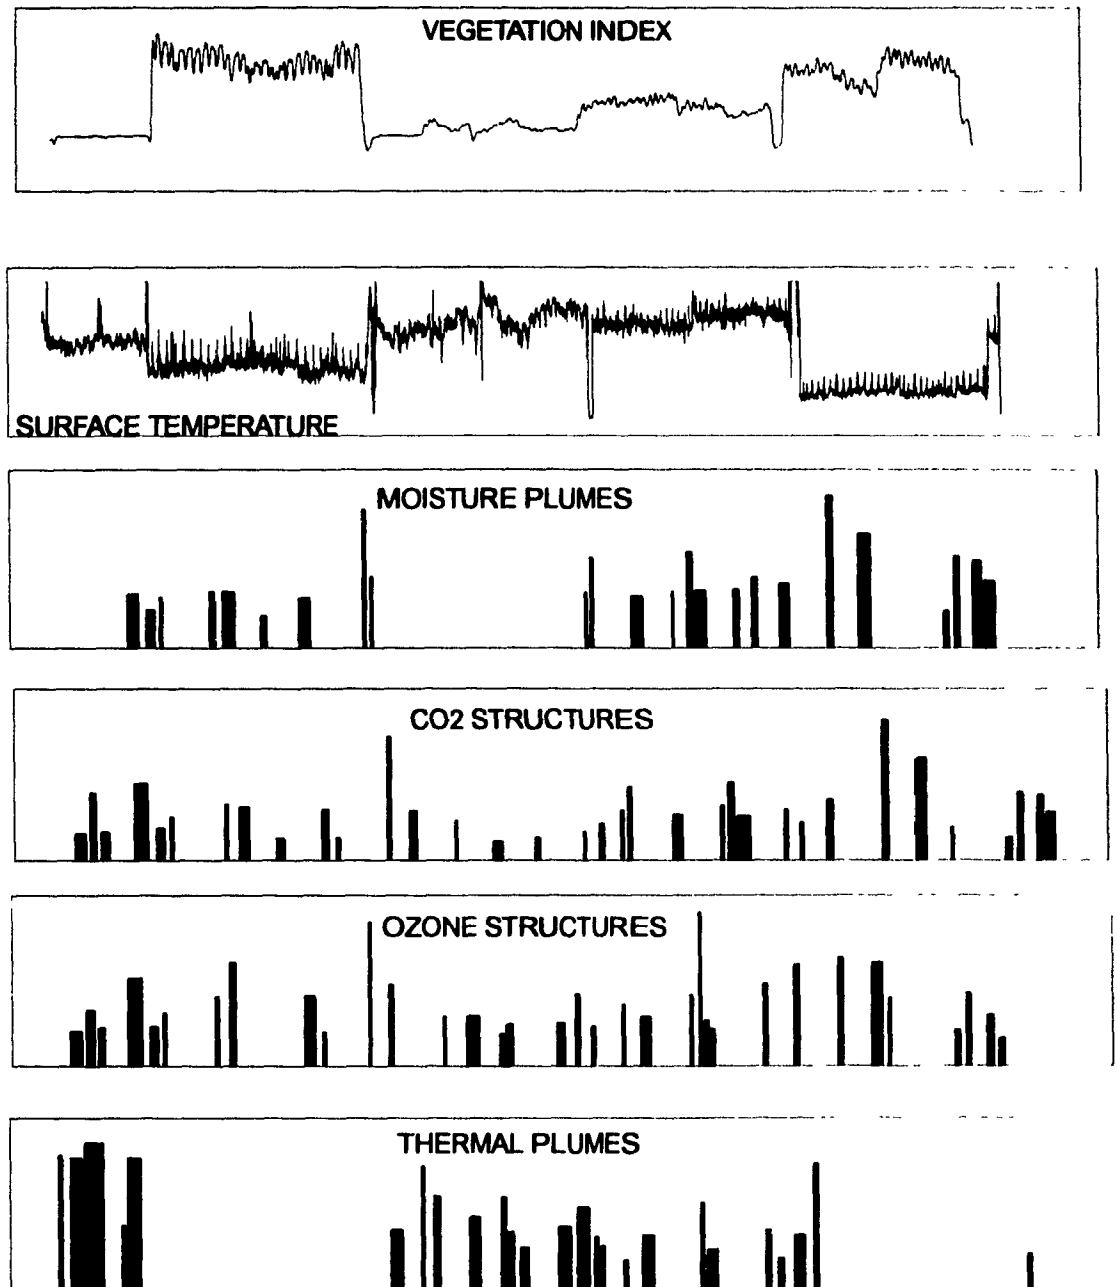 VEGETATION INDEX
SURFACE TEMPERATURE
MOISTURE PLUMES
CO2 STRUCTURES
OZONE STRUCTURES
THERMAL PLUMES